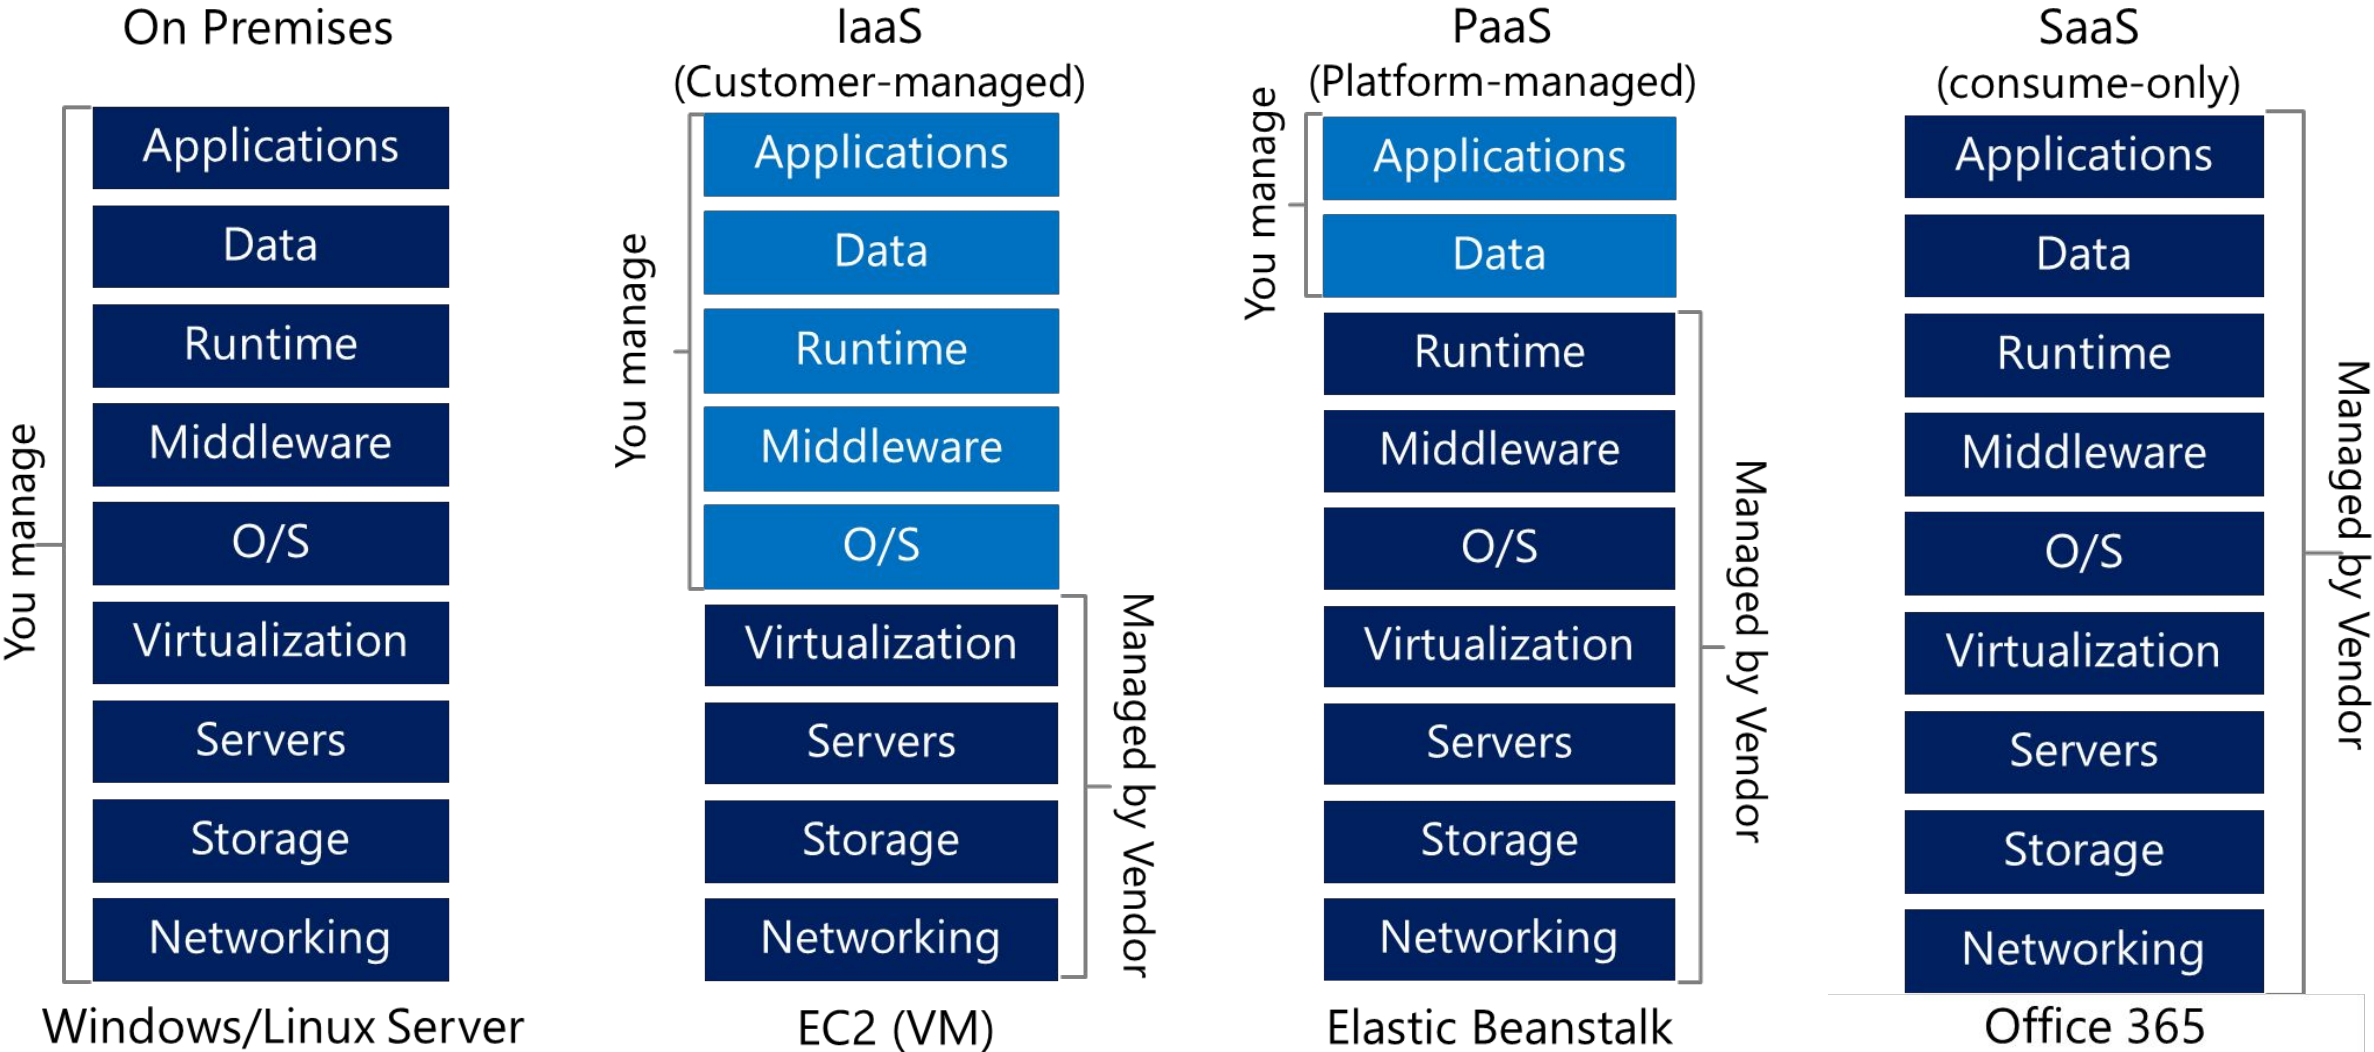 On Premises
You manage
Applications
Data
Runtime
Middleware
O/S
Virtualization
Servers
Storage
Networking
Windows/Linux Server
IaaS
(Customer-managed)
You manage
Applications
Data
Runtime
Middleware
O/S
Virtualization
Servers
Storage
Networking
Managed by Vendor
EC2 (VM)
PaaS
(Platform-managed)
You manage
Applications
Data
Runtime
Middleware
O/S
Virtualization
Servers
Storage
Networking
Managed by Vendor
Elastic Beanstalk
SaaS
(consume-only)
Applications
Data
Runtime
Middleware
O/S
Virtualization
Servers
Storage
Networking
Managed by Vendor
Office 365